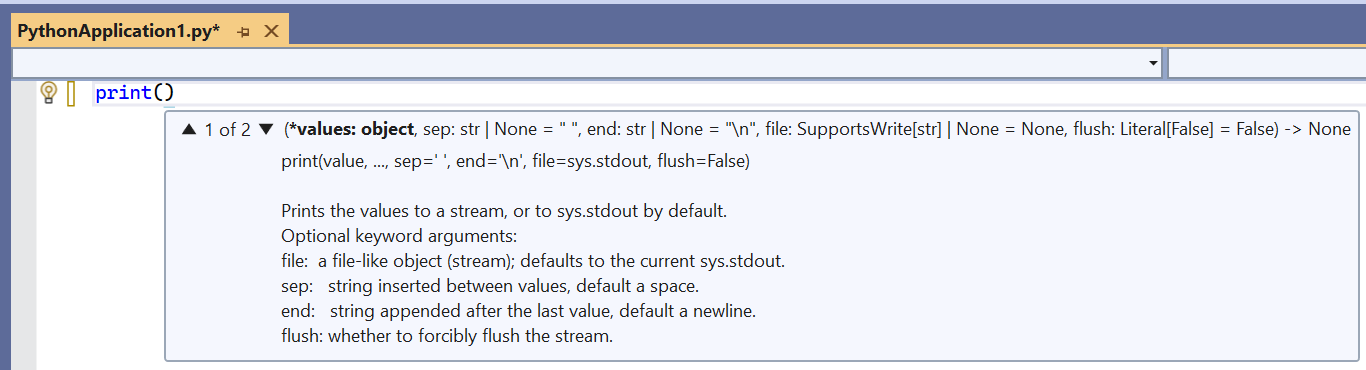 PythonApplication1.py*
print()
▲ 1 of 2 ▼ (*values: object, sep: str | None = " ", end: str | None = "\n", file: SupportsWrite[str] | None = None, flush: Literal[False] = False) -> None
print(value, ..., sep=' ', end='\n', file=sys.stdout, flush=False)
Prints the values to a stream, or to sys.stdout by default.
Optional keyword arguments:
file:  a file-like object (stream); defaults to the current sys.stdout.
sep:   string inserted between values, default a space.
end:   string appended after the last value, default a newline.
flush: whether to forcibly flush the stream.